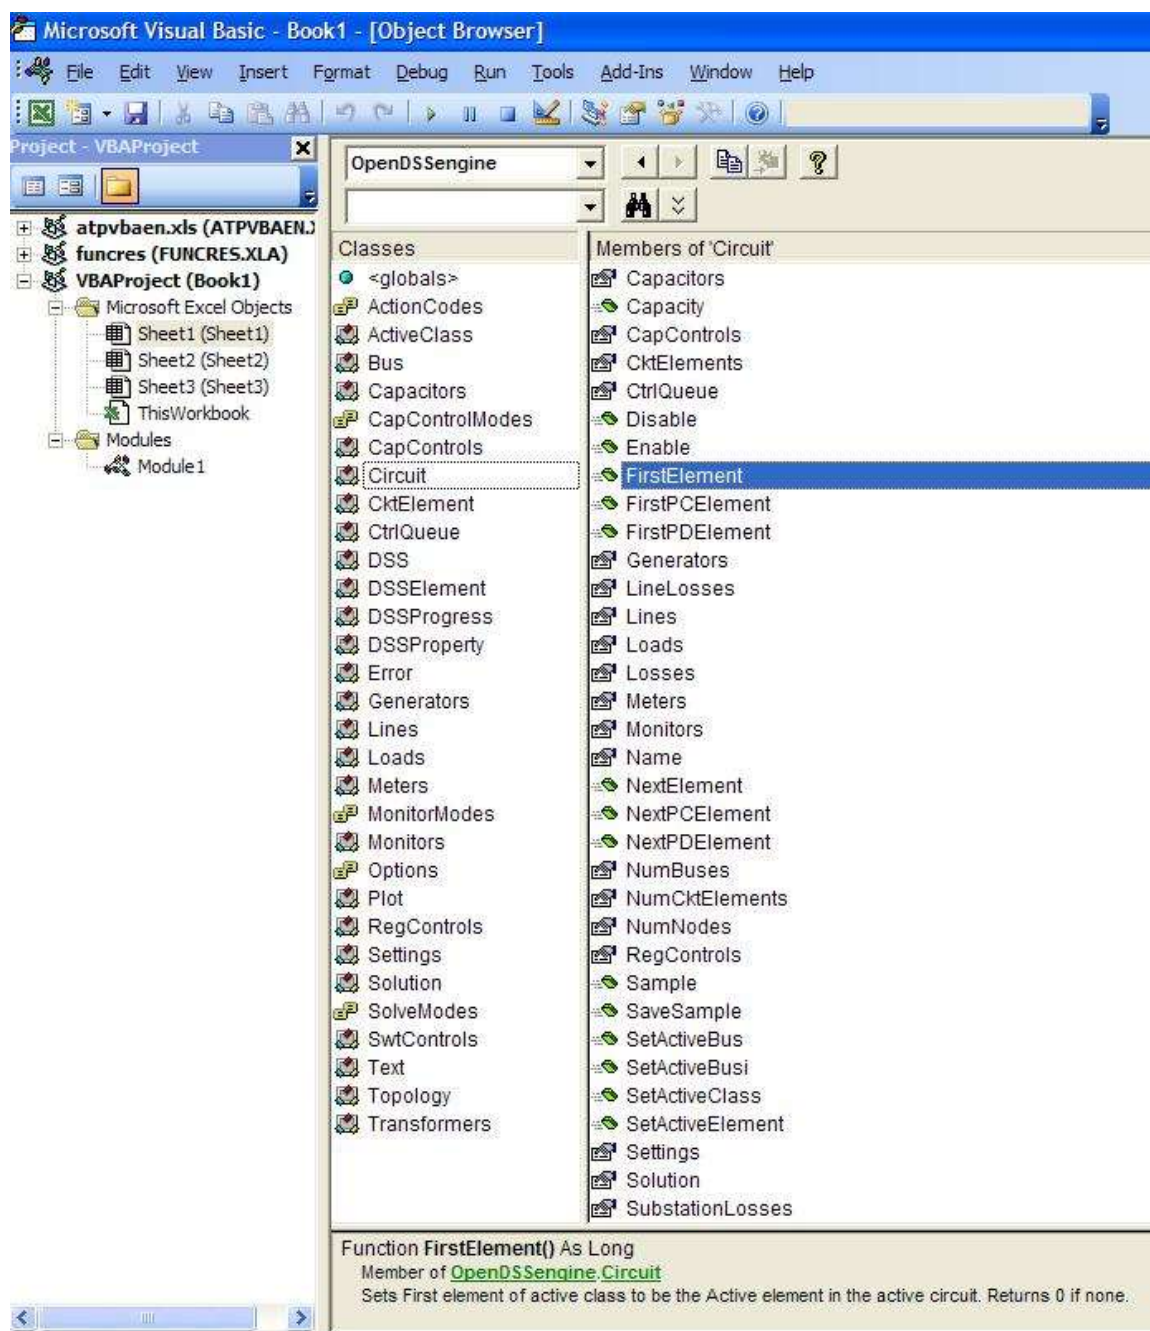 Microsoft Visual Basic - Book1 - [Object Browser]
File Edit View Insert Format Debug Run Tools Add-Ins Window Help
Project - VBAProject
OpenDSSengine
atpvbaen.xls (ATPVBAEN.X
funcres (FUNCRES.XLA)
VBAProject (Book1)
Microsoft Excel Objects
Sheet1 (Sheet1)
Sheet2 (Sheet2)
Sheet3 (Sheet3)
ThisWorkbook
Modules
Module1
Classes
<globals>
ActionCodes
ActiveClass
Bus
Capacitors
CapControlModes
CapControls
Circuit
CktElement
CtrlQueue
DSS
DSSElement
DSSProgress
DSSProperty
Error
Generators
Lines
Loads
Meters
MonitorModes
Monitors
Options
Plot
RegControls
Settings
Solution
SolveModes
SwtControls
Text
Topology
Transformers
Members of 'Circuit'
Capacitors
Capacity
CapControls
CktElements
CtrlQueue
Disable
Enable
FirstElement
FirstPCElement
FirstPDElement
Generators
LineLosses
Lines
Loads
Losses
Meters
Monitors
Name
NextElement
NextPCElement
NextPDElement
NumBuses
NumCktElements
NumNodes
RegControls
Sample
SaveSample
SetActiveBus
SetActiveBusi
SetActiveClass
SetActiveElement
Settings
Solution
SubstationLosses
Function FirstElement() As Long
Member of OpenDSSengine.Circuit
Sets First element of active class to be the Active element in the active circuit. Returns 0 if none.